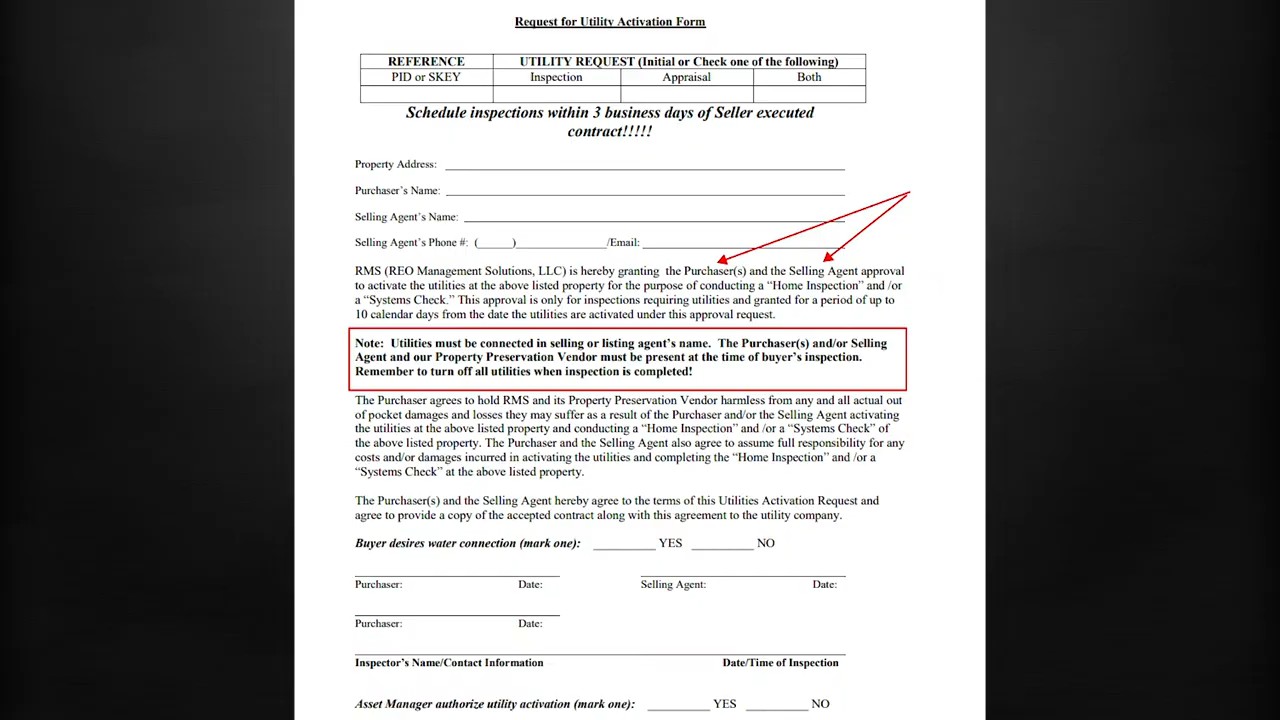 Request for Utility Activation Form
REFERENCE UTILITY REQUEST (Initial or Check one of the following)
PID or SKEY Inspection Appraisal Both
Schedule inspections within 3 business days of Seller executed
contract!!!!!
Property Address: ____________________
Purchaser's Name: ____________________
Selling Agent's Name: ____________________
Selling Agent's Phone #: (______)_______________/Email: ____________________
RMS (REO Management Solutions, LLC) is hereby granting the Purchaser(s) and the Selling Agent approval
to activate the utilities at the above listed property for the purpose of conducting a “Home Inspection” and /or
a “Systems Check.” This approval is only for inspections requiring utilities and granted for a period of up to
10 calendar days from the date the utilities are activated under this approval request.
Note: Utilities must be connected in selling or listing agent's name. The Purchaser(s) and/or Selling
Agent and our Property Preservation Vendor must be present at the time of buyer's inspection.
Remember to turn off all utilities when inspection is completed!
The Purchaser agrees to hold RMS and its Property Preservation Vendor harmless from any and all actual out
of pocket damages and losses they may suffer as a result of the Purchaser and/or the Selling Agent activating
the utilities at the above listed property and conducting a “Home Inspection” and /or a “Systems Check” of
the above listed property. The Purchaser and the Selling Agent also agree to assume full responsibility for any
costs and/or damages incurred in activating the utilities and completing the “Home Inspection” and /or a
“Systems Check” at the above listed property.
The Purchaser(s) and the Selling Agent hereby agree to the terms of this Utilities Activation Request and
agree to provide a copy of the accepted contract along with this agreement to the utility company.
Buyer desires water connection (mark one): __________ YES __________ NO
Purchaser: Date: Selling Agent: Date:
Purchaser: Date:
Inspector's Name/Contact Information Date/Time of Inspection
Asset Manager authorize utility activation (mark one): __________ YES __________ NO